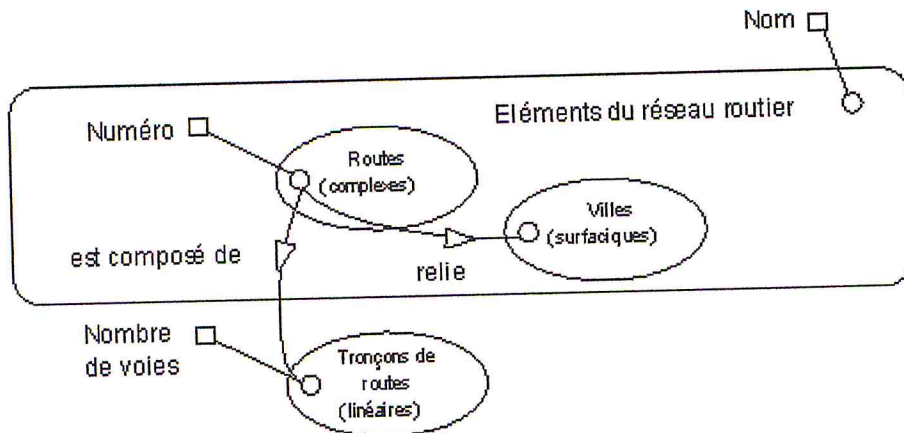 Nom
Eléments du réseau routier
Numéro
Routes
(complexes)
Villes
(surfaciques)
est composé de
relie
Nombre
de voies
Tronçons de
routes
(linéaires)